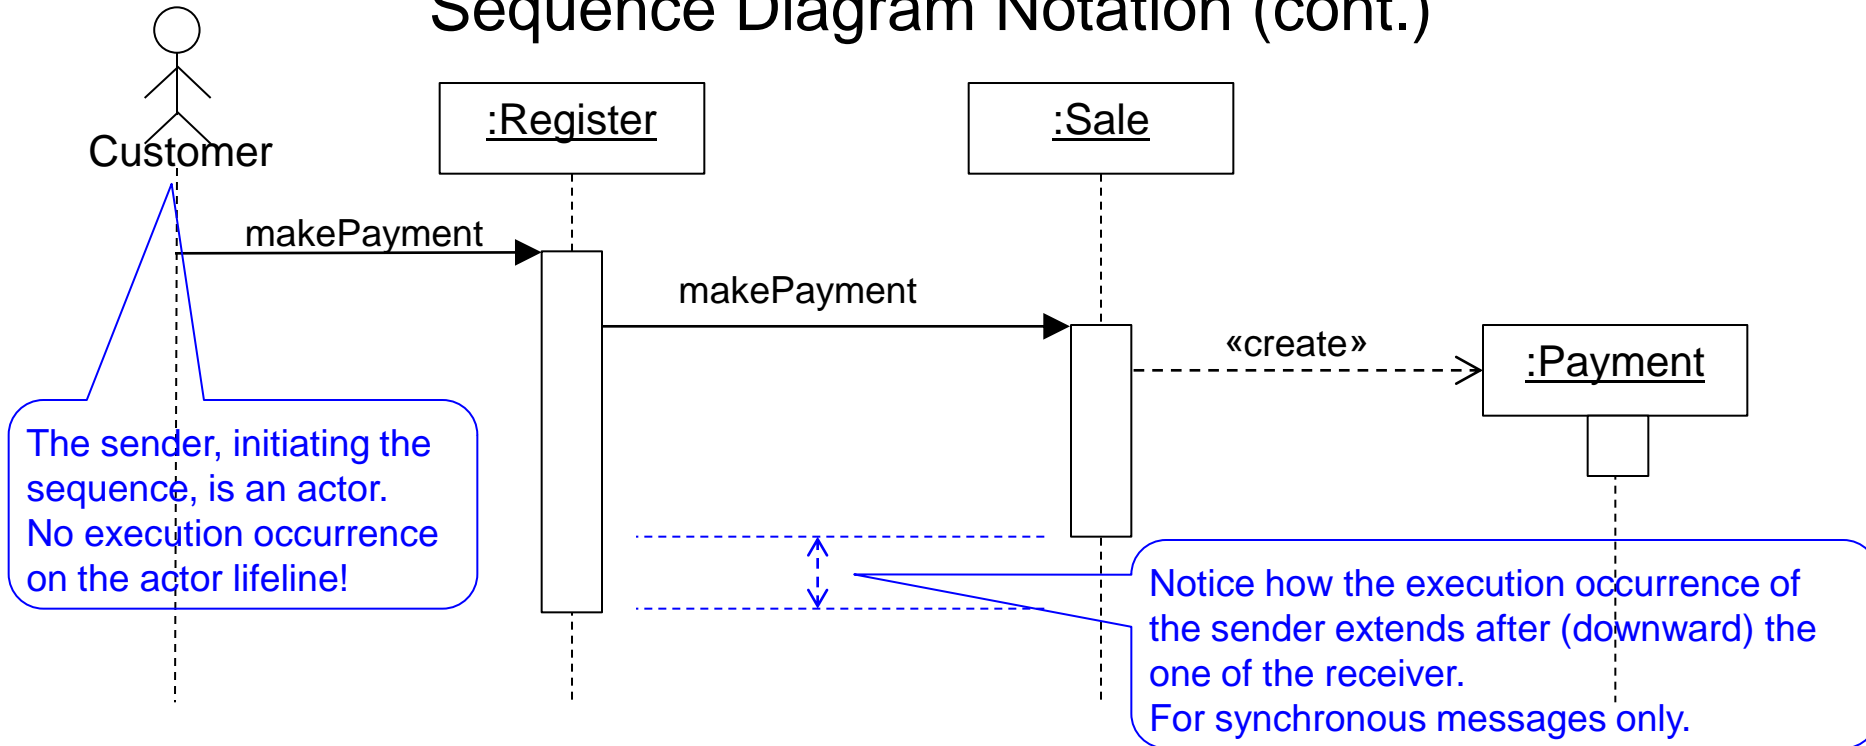 Sequence Diagram Notation (cont.)
Customer
:Register
:Sale
makePayment
makePayment
«create»
:Payment
The sender, initiating the
sequence, is an actor.
No execution occurrence
on the actor lifeline!
Notice how the execution occurrence of
the sender extends after (downward) the
one of the receiver.
For synchronous messages only.